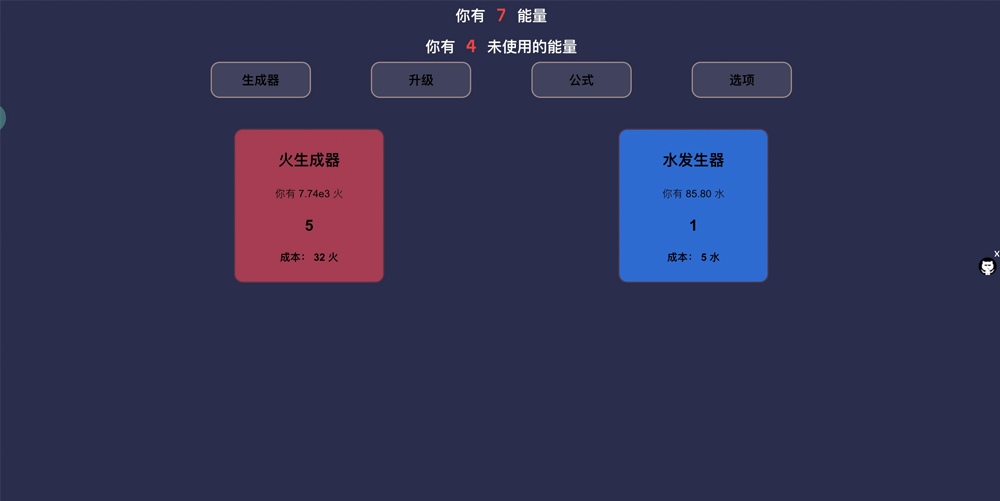 你有 7 能量
你有 4 未使用的能量
生成器 升级 公式 选项
火生成器
你有 7.74e3 火
5
成本： 32 火
水发生器
你有 85.80 水
1
成本： 5 水
x